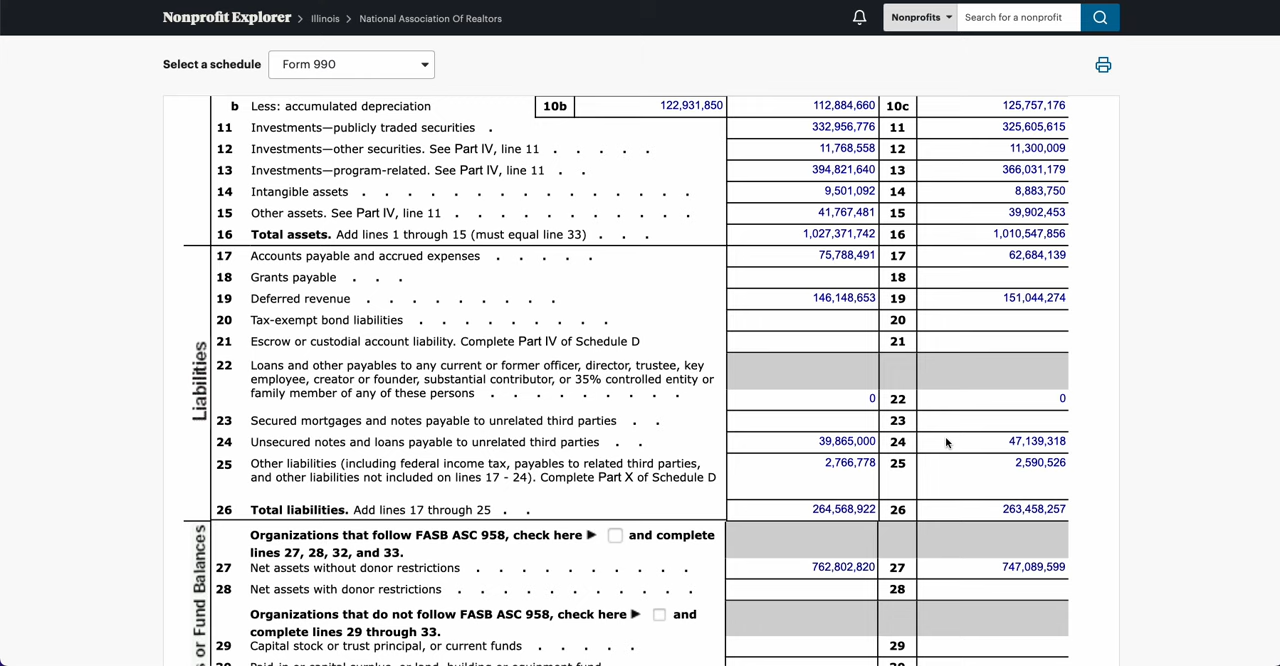 Nonprofit Explorer > Illinois > National Association Of Realtors Nonprofits Search for a nonprofit
Select a schedule Form 990
b Less: accumulated depreciation 10b 122,931,850 112,884,660 10c 125,757,176
11 Investments—publicly traded securities . 332,956,776 11 325,605,615
12 Investments—other securities. See Part IV, line 11 . . . . . 11,768,558 12 11,300,009
13 Investments—program-related. See Part IV, line 11 . . 394,821,640 13 366,031,179
14 Intangible assets . . . . . . . . . . . . 9,501,092 14 8,883,750
15 Other assets. See Part IV, line 11 . . . . . . . . . 41,767,481 15 39,902,453
16 Total assets. Add lines 1 through 15 (must equal line 33) . . . 1,027,371,742 16 1,010,547,856
Liabilities
17 Accounts payable and accrued expenses . . . . . 75,788,491 17 62,684,139
18 Grants payable . . . 18
19 Deferred revenue . . . . . . . . 146,148,653 19 151,044,274
20 Tax-exempt bond liabilities . . . . . . . . 20
21 Escrow or custodial account liability. Complete Part IV of Schedule D 21
22 Loans and other payables to any current or former officer, director, trustee, key
employee, creator or founder, substantial contributor, or 35% controlled entity or
family member of any of these persons . . . . . . . 0 22 0
23 Secured mortgages and notes payable to unrelated third parties . . 23
24 Unsecured notes and loans payable to unrelated third parties . . 39,865,000 24 47,139,318
25 Other liabilities (including federal income tax, payables to related third parties, 2,766,778 25 2,590,526
and other liabilities not included on lines 17 - 24). Complete Part X of Schedule D
26 Total liabilities. Add lines 17 through 25 . . 264,568,922 26 263,458,257
s or Fund Balances
Organizations that follow FASB ASC 958, check here ► and complete
lines 27, 28, 32, and 33.
27 Net assets without donor restrictions . . . . . . . . 762,802,820 27 747,089,599
28 Net assets with donor restrictions . . . . . . . . . 28
Organizations that do not follow FASB ASC 958, check here ► and
complete lines 29 through 33.
29 Capital stock or trust principal, or current funds . . . . . 29
30 Paid-in or capital surplus, or land, building or equipment fund 30